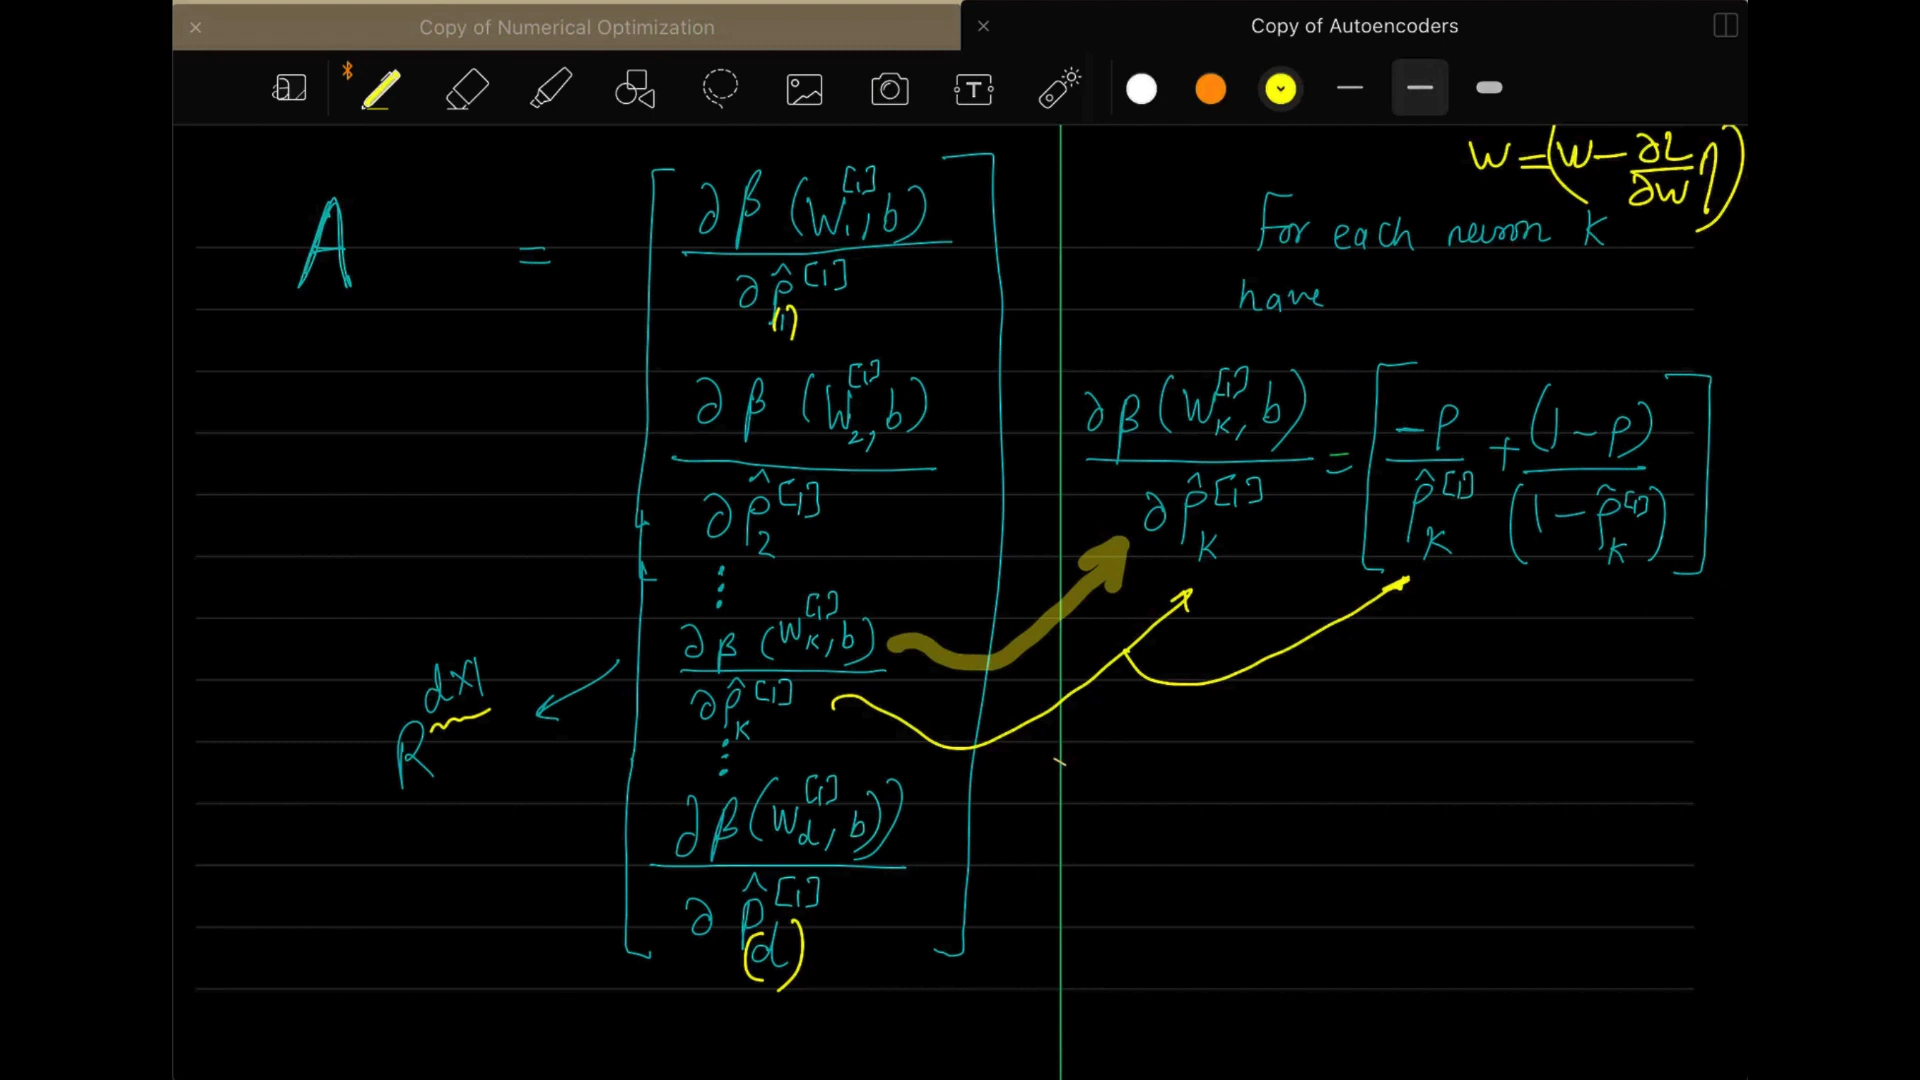 Copy of Numerical Optimization
Copy of Autoencoders
T
W = (W − ∂L/∂W η)
A = [ ∂β (W₁^[1], b) / ∂ρ̂₁^[1]
∂β (W₂^[1], b) / ∂ρ̂₂^[1]
⋮
∂β (W_K^[1], b) / ∂ρ̂_K^[1]
⋮
∂β (W_d^[1], b) / ∂ρ̂_d^[1] ]
R^{d×1}
For each neuron K
have
∂β (W_K^[1], b) / ∂ρ̂_K^[1] = [ −ρ / ρ̂_K^[1] + (1−ρ) / (1−ρ̂_K^[1]) ]